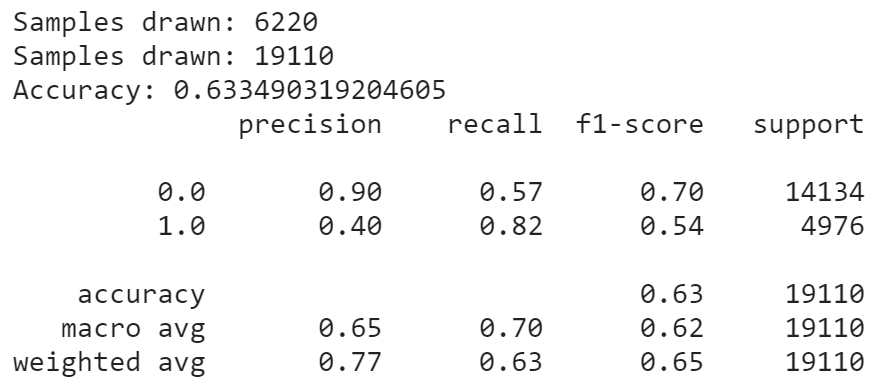 Samples drawn: 6220
Samples drawn: 19110
Accuracy: 0.633490319204605
precision recall f1-score support
0.0 0.90 0.57 0.70 14134
1.0 0.40 0.82 0.54 4976
accuracy 0.63 19110
macro avg 0.65 0.70 0.62 19110
weighted avg 0.77 0.63 0.65 19110